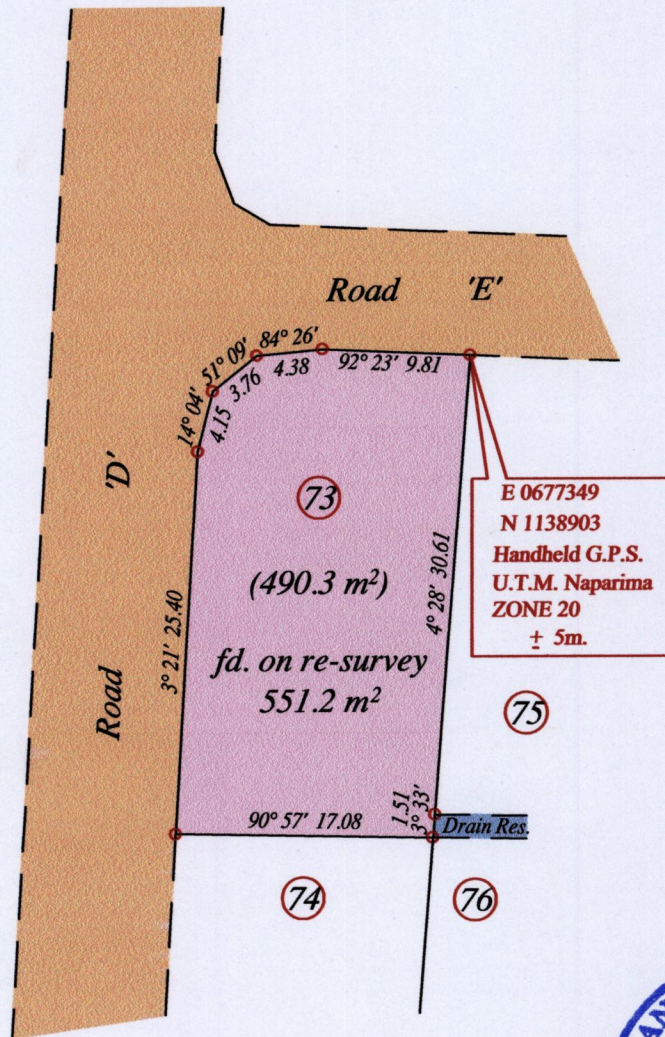 Road 'E'
84° 26'
4.38
92° 23' 9.81
51° 09'
3.76
14° 04'
4.15
Road 'D'
73
E 0677349
N 1138903
Handheld G.P.S.
U.T.M. Naparima
ZONE 20
± 5m.
(490.3 m²)
4° 28' 30.61
3° 21' 25.40
fd. on re-survey
551.2 m²
75
1.51
3° 33'
90° 57' 17.08
Drain Res.
74
76
AN